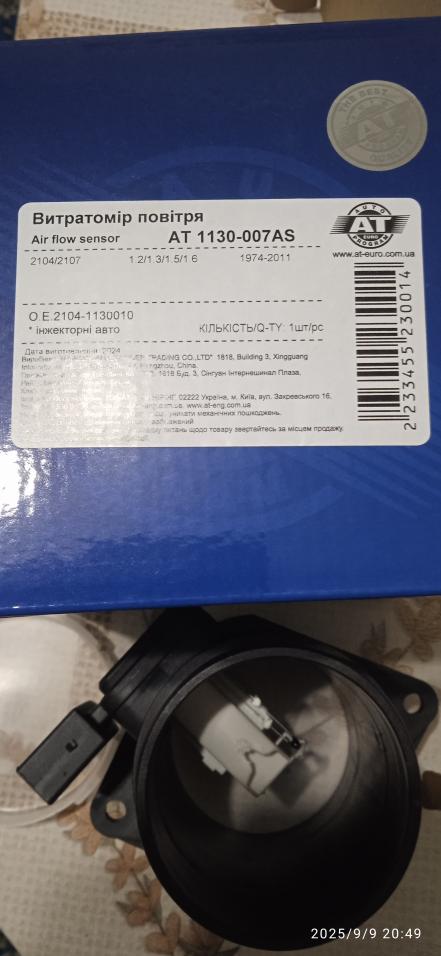 THE BEST
AT
QUALITY
Витратомір повітря
Air flow sensor AT 1130-007AS
AUTO
AT
EURO
PROGRAM
www.at-euro.com.ua
2104/2107 1.2/1.3/1.5/1.6 1974-2011
O.E.2104-1130010
* інжекторні авто КІЛЬКІСТЬ/Q-TY: 1шт/pc
2 233455 230014
Дата виготовлення: 2024
TRADING CO.,LTD" 1818, Building 3, Xingguang
Hangzhou, China.
1818 Буд. 3, Сінгуан Інтернешинал Плаза,
02222 Україна, м. Київ, вул. Закревського 16,
www.at-eng.com.ua
уникати механічних пошкоджень.
питань щодо товару звертайтесь за місцем продажу.
2025/9/9 20:49